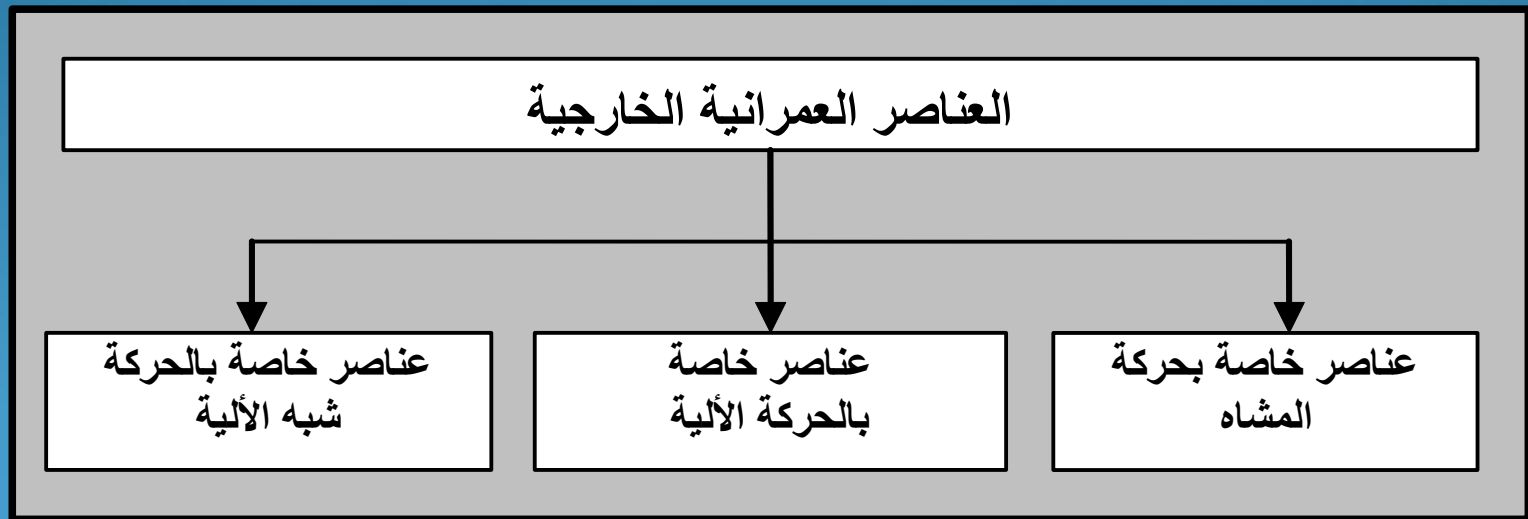 العناصر العمرانية الخارجية
عناصر خاصة بحركة
المشاه
عناصر خاصة
بالحركة الألية
عناصر خاصة بالحركة
شبه الألية